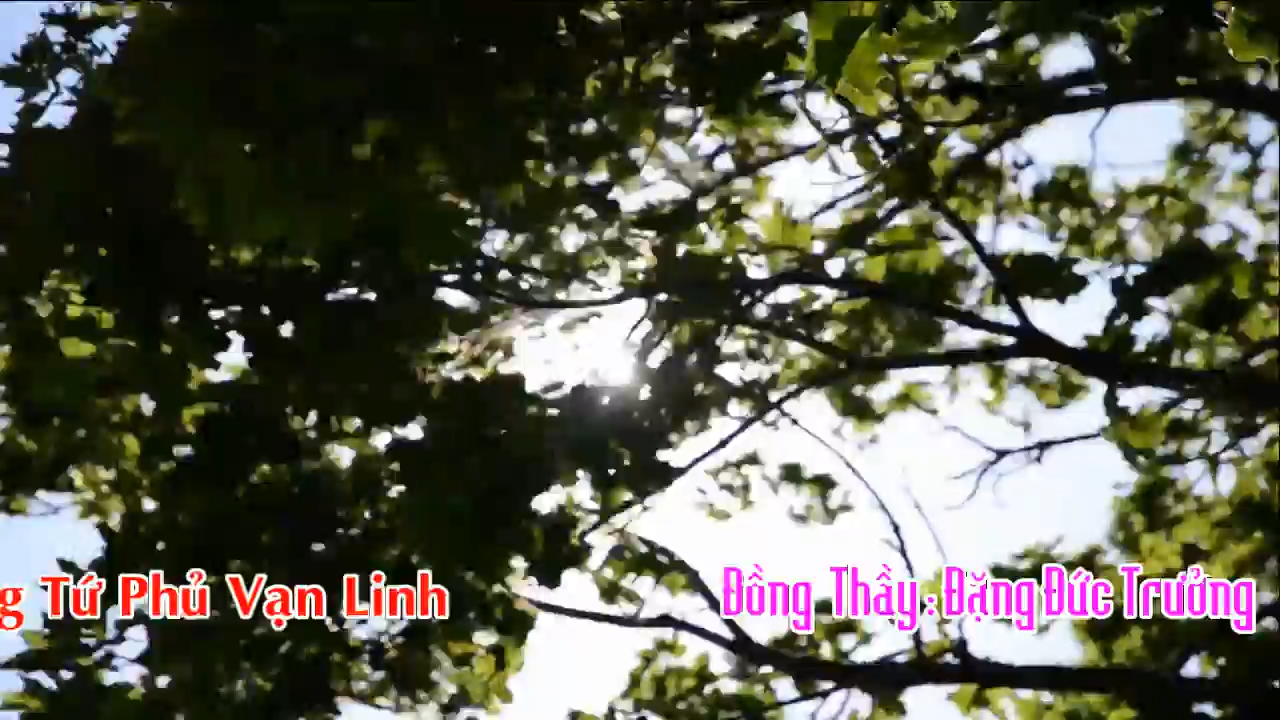 g Tứ Phủ Vạn Linh
Đồng Thầy : Đặng Đức Trưởng